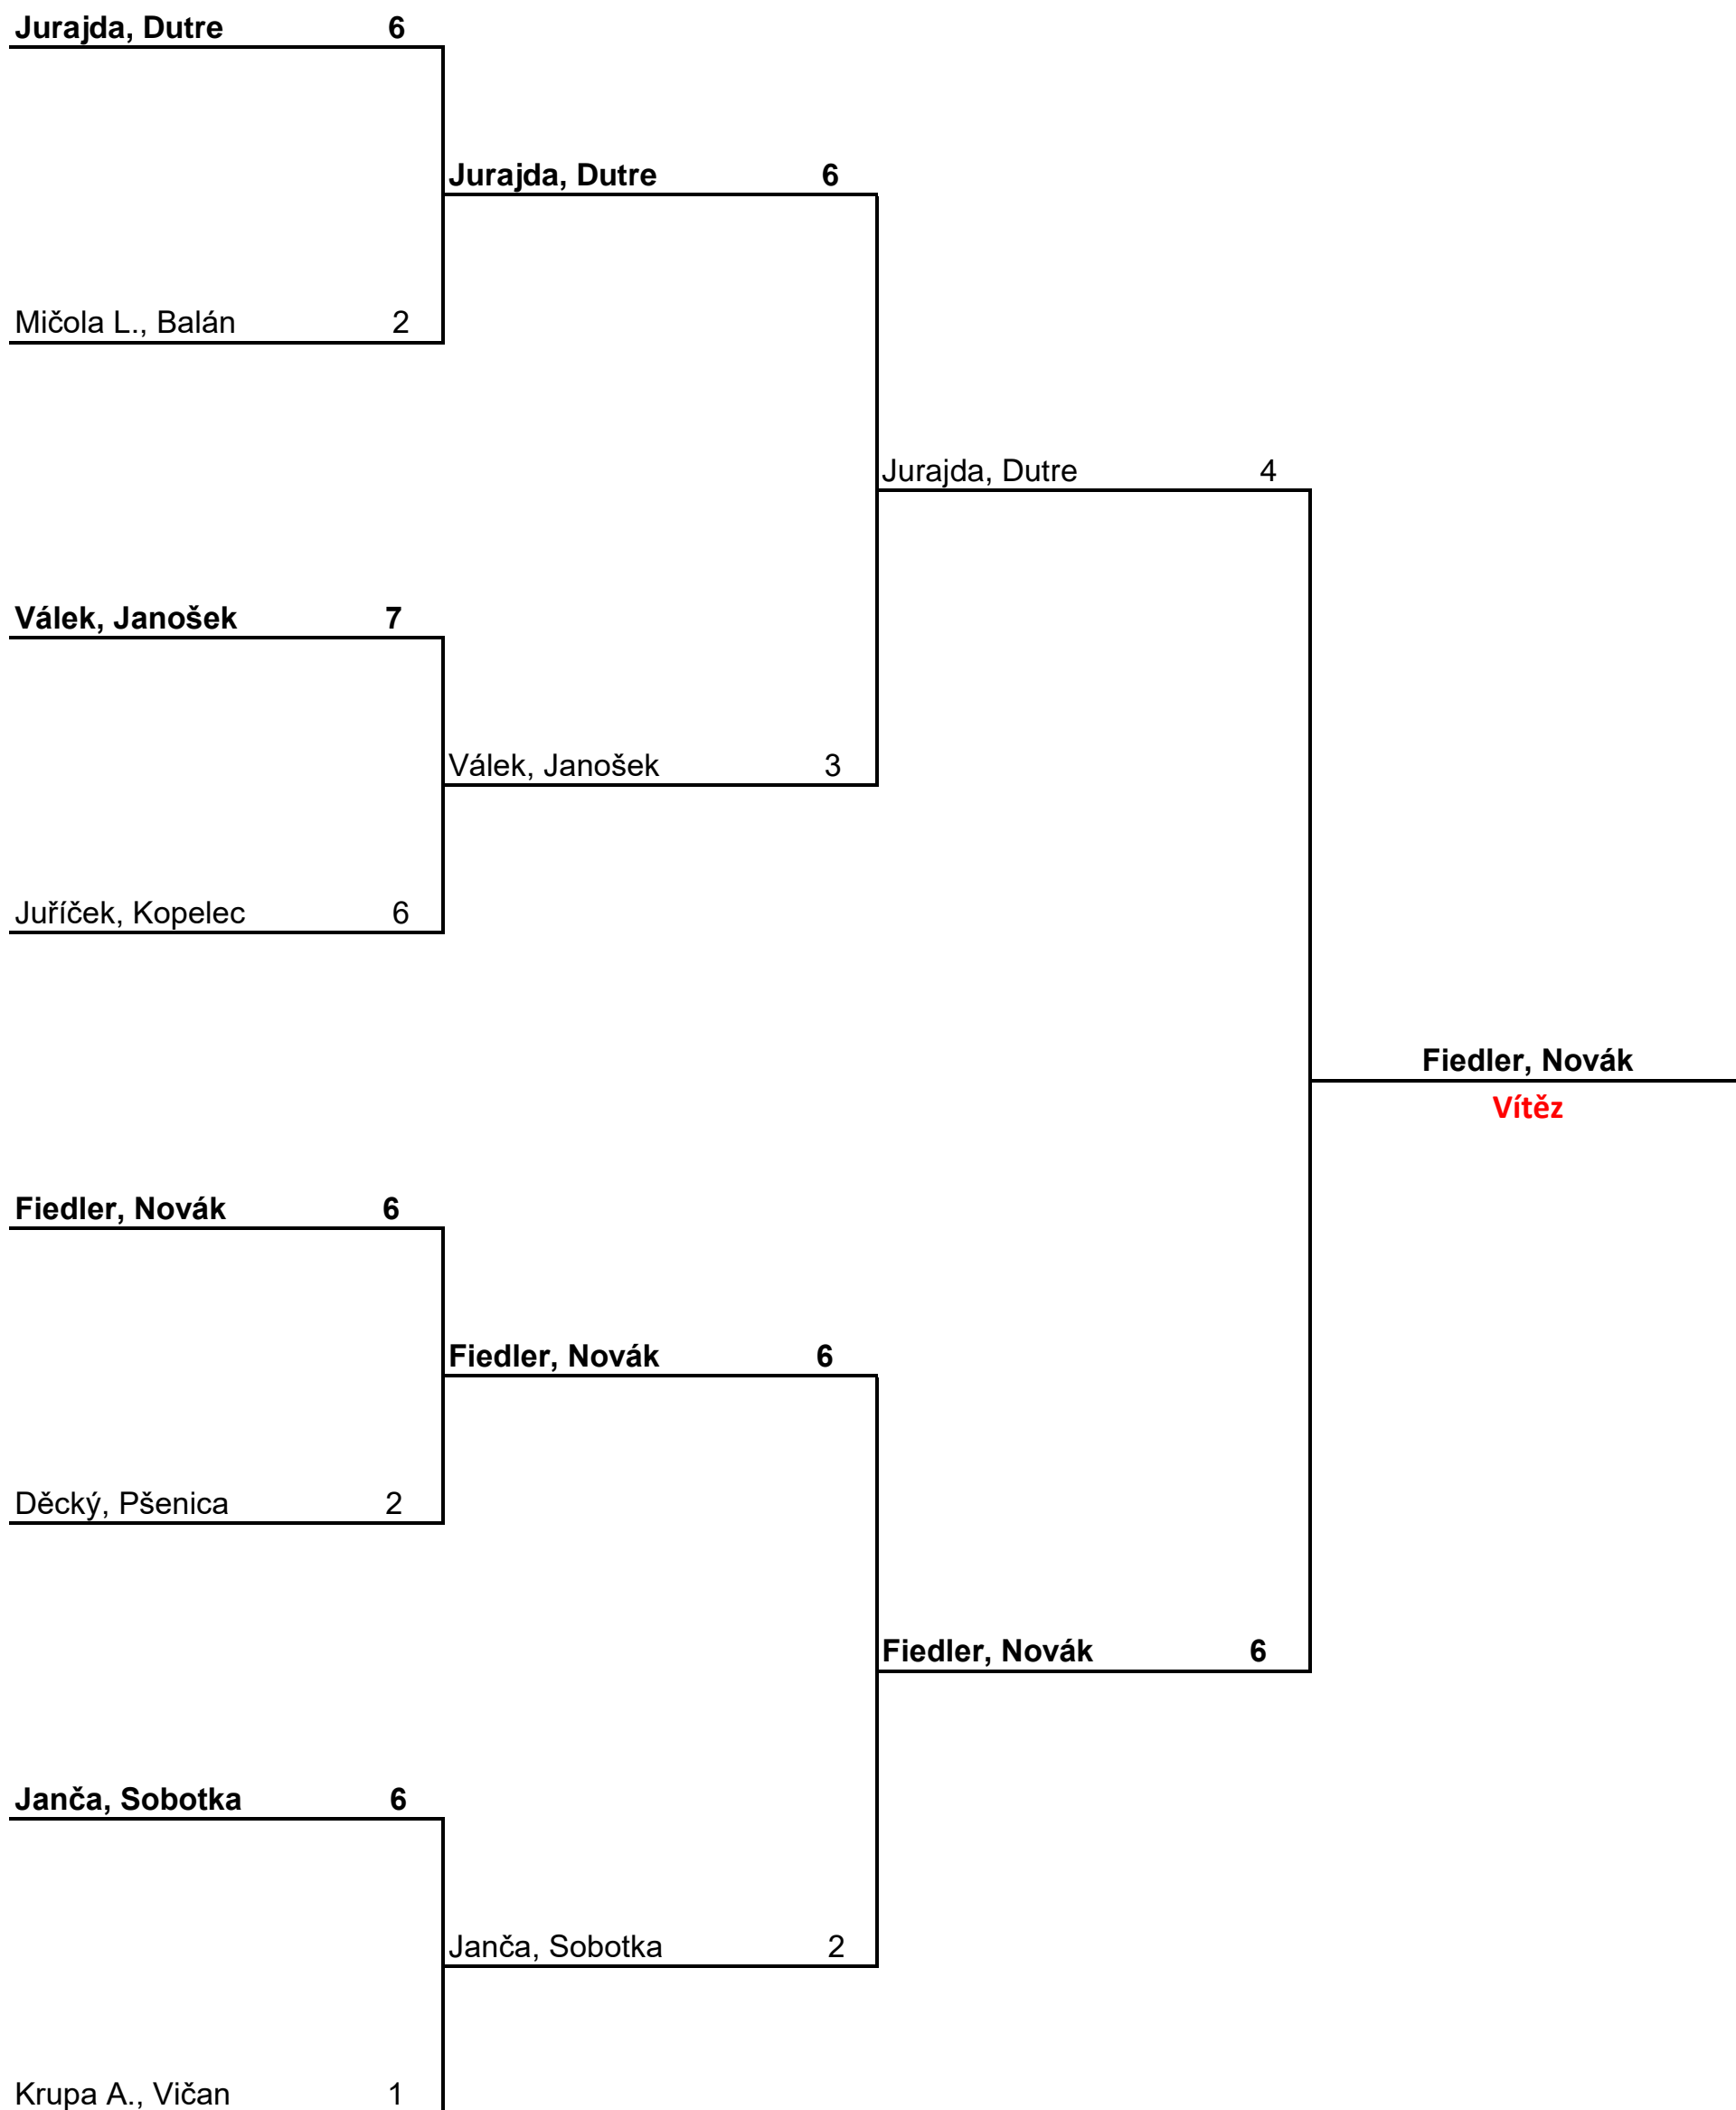 Jurajda, Dutre 6
Jurajda, Dutre 6
Mičola L., Balán 2
Jurajda, Dutre 4
Válek, Janošek 7
Válek, Janošek 3
Juříček, Kopelec 6
Fiedler, Novák
Vítěz
Fiedler, Novák 6
Fiedler, Novák 6
Děcký, Pšenica 2
Fiedler, Novák 6
Janča, Sobotka 6
Janča, Sobotka 2
Krupa A., Vičan 1